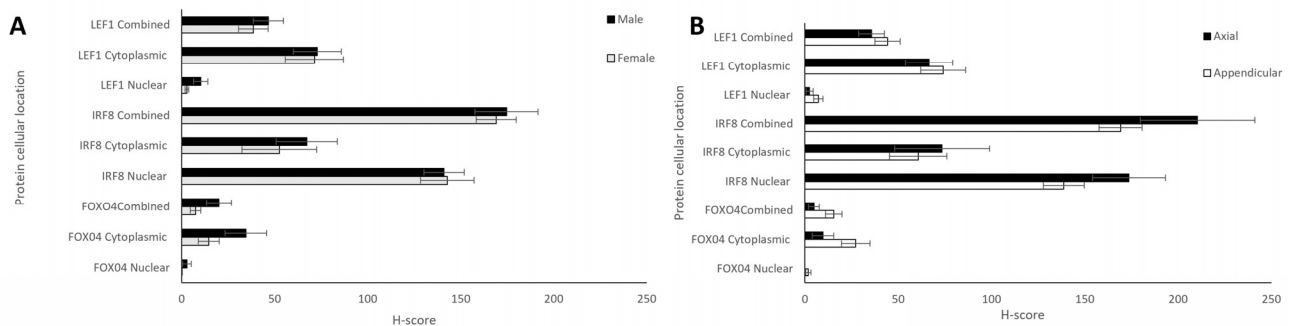 A
Protein cellular location
LEF1 Combined
LEF1 Cytoplasmic
LEF1 Nuclear
IRF8 Combined
IRF8 Cytoplasmic
IRF8 Nuclear
FOXO4Combined
FOX04 Cytoplasmic
FOX04 Nuclear
0 50 100 150 200 250
H-score
Male
Female
B
Protein cellular location
LEF1 Combined
LEF1 Cytoplasmic
LEF1 Nuclear
IRF8 Combined
IRF8 Cytoplasmic
IRF8 Nuclear
FOXO4Combined
FOX04 Cytoplasmic
FOX04 Nuclear
0 50 100 150 200 250
H-score
Axial
Appendicular